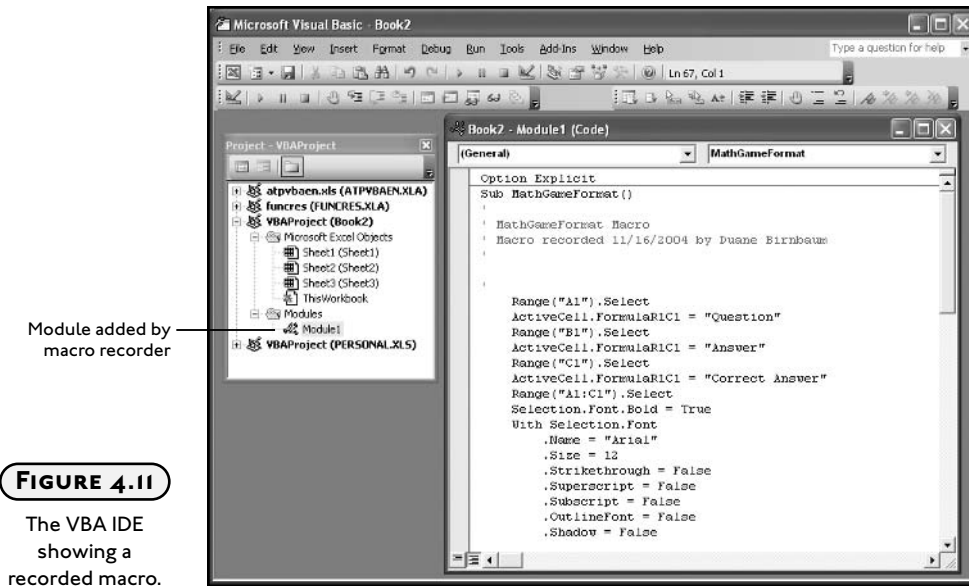 Microsoft Visual Basic - Book2
File Edit View Insert Format Debug Run Tools Add-Ins Window Help
Type a question for help
Ln 67, Col 1
Project - VBAProject
atpvbaen.xls (ATPVBAEN.XLA)
funcres (FUNCRES.XLA)
VBAProject (Book2)
Microsoft Excel Objects
Sheet1 (Sheet1)
Sheet2 (Sheet2)
Sheet3 (Sheet3)
ThisWorkbook
Modules
Module1
VBAProject (PERSONAL.XLS)
Book2 - Module1 (Code)
(General)
MathGameFormat
Option Explicit
Sub MathGameFormat()
'
' MathGameFormat Macro
' Macro recorded 11/16/2004 by Duane Birnbaum
'
'
Range("A1").Select
ActiveCell.FormulaR1C1 = "Question"
Range("B1").Select
ActiveCell.FormulaR1C1 = "Answer"
Range("C1").Select
ActiveCell.FormulaR1C1 = "Correct Answer"
Range("A1:C1").Select
Selection.Font.Bold = True
With Selection.Font
.Name = "Arial"
.Size = 12
.Strikethrough = False
.Superscript = False
.Subscript = False
.OutlineFont = False
.Shadow = False
Module added by
macro recorder
FIGURE 4.11
The VBA IDE
showing a
recorded macro.